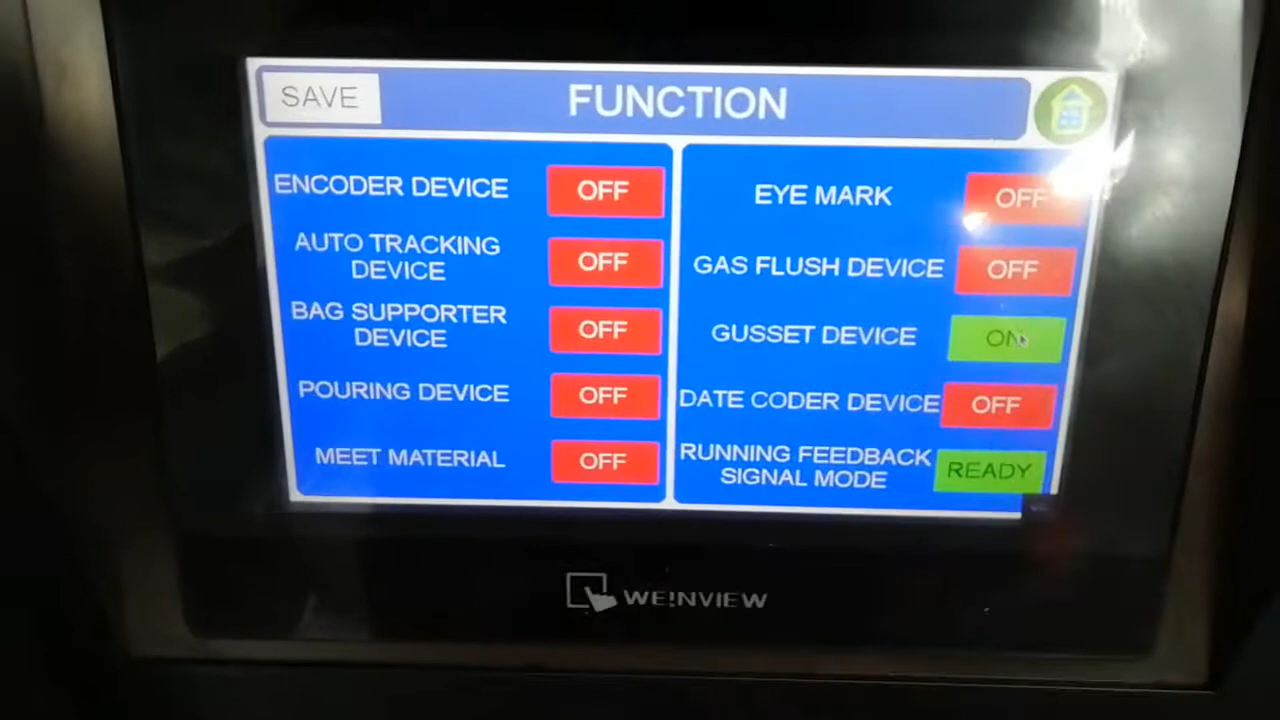 SAVE
FUNCTION
ENCODER DEVICE
OFF
AUTO TRACKING
DEVICE
OFF
BAG SUPPORTER
DEVICE
OFF
POURING DEVICE
OFF
MEET MATERIAL
OFF
EYE MARK
OFF
GAS FLUSH DEVICE
OFF
GUSSET DEVICE
ON
DATE CODER DEVICE
OFF
RUNNING FEEDBACK
SIGNAL MODE
READY
WE!NVIEW